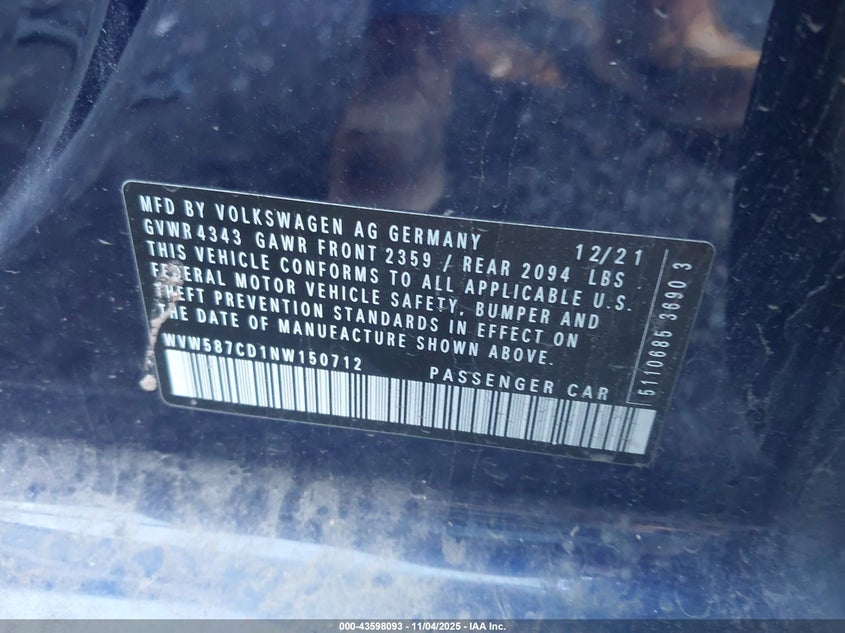 MFD BY VOLKSWAGEN AG GERMANY 12/21
GVWR 4343 GAWR FRONT 2359 / REAR 2094 LBS
THIS VEHICLE CONFORMS TO ALL APPLICABLE U.S.
FEDERAL MOTOR VEHICLE SAFETY, BUMPER AND
THEFT PREVENTION STANDARDS IN EFFECT ON
THE DATE OF MANUFACTURE SHOWN ABOVE.
WVW587CD1NW150712 PASSENGER CAR
5110685 3690 3
000-43598093 - 11/04/2025 - IAA Inc.